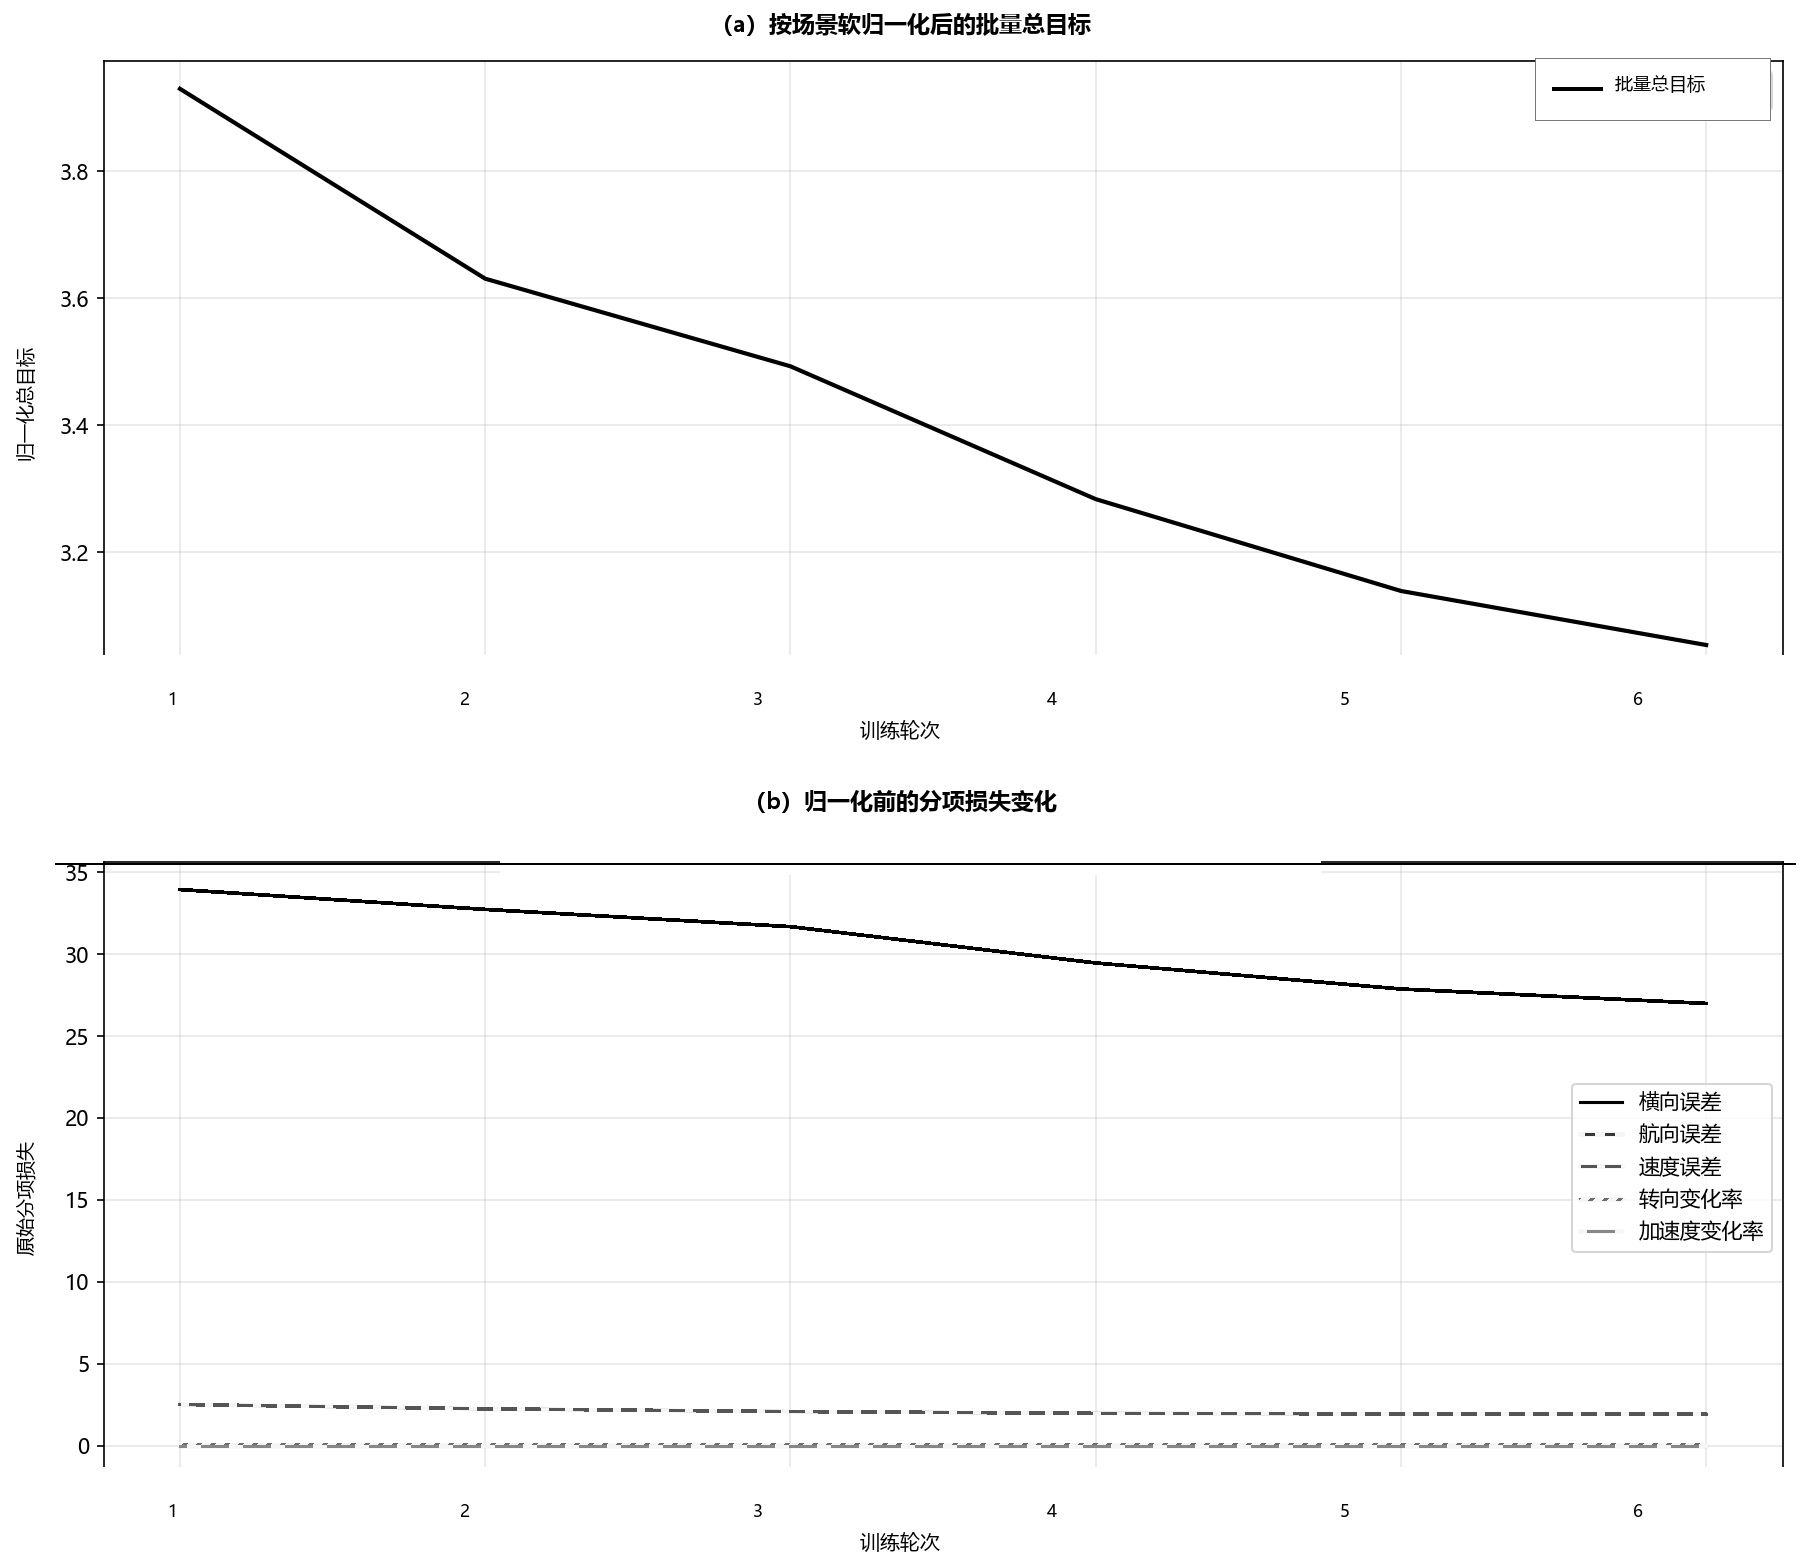 （a）按场景软归一化后的批量总目标
批量总目标
3.8
3.6
3.4
3.2
归一化总目标
1 2 3 4 5 6
训练轮次
（b）归一化前的分项损失变化
35
30
25
20
15
10
5
0
原始分项损失
横向误差
航向误差
速度误差
转向变化率
加速度变化率
1 2 3 4 5 6
训练轮次